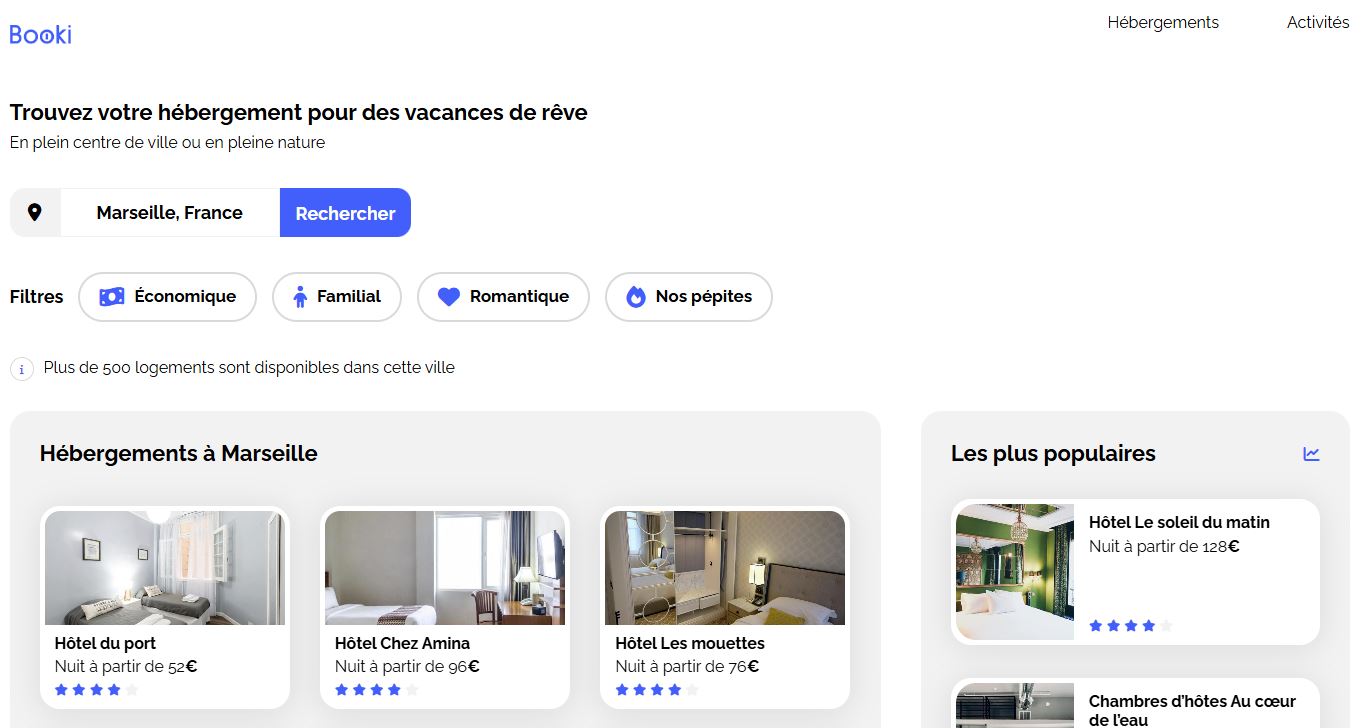 Booki
Hébergements
Activités
Trouvez votre hébergement pour des vacances de rêve
En plein centre de ville ou en pleine nature
Marseille, France
Rechercher
Filtres
Économique
Familial
Romantique
Nos pépites
i
Plus de 500 logements sont disponibles dans cette ville
Hébergements à Marseille
Hôtel du port
Nuit à partir de 52€
Hôtel Chez Amina
Nuit à partir de 96€
Hôtel Les mouettes
Nuit à partir de 76€
Les plus populaires
Hôtel Le soleil du matin
Nuit à partir de 128€
Chambres d’hôtes Au cœur
de l’eau